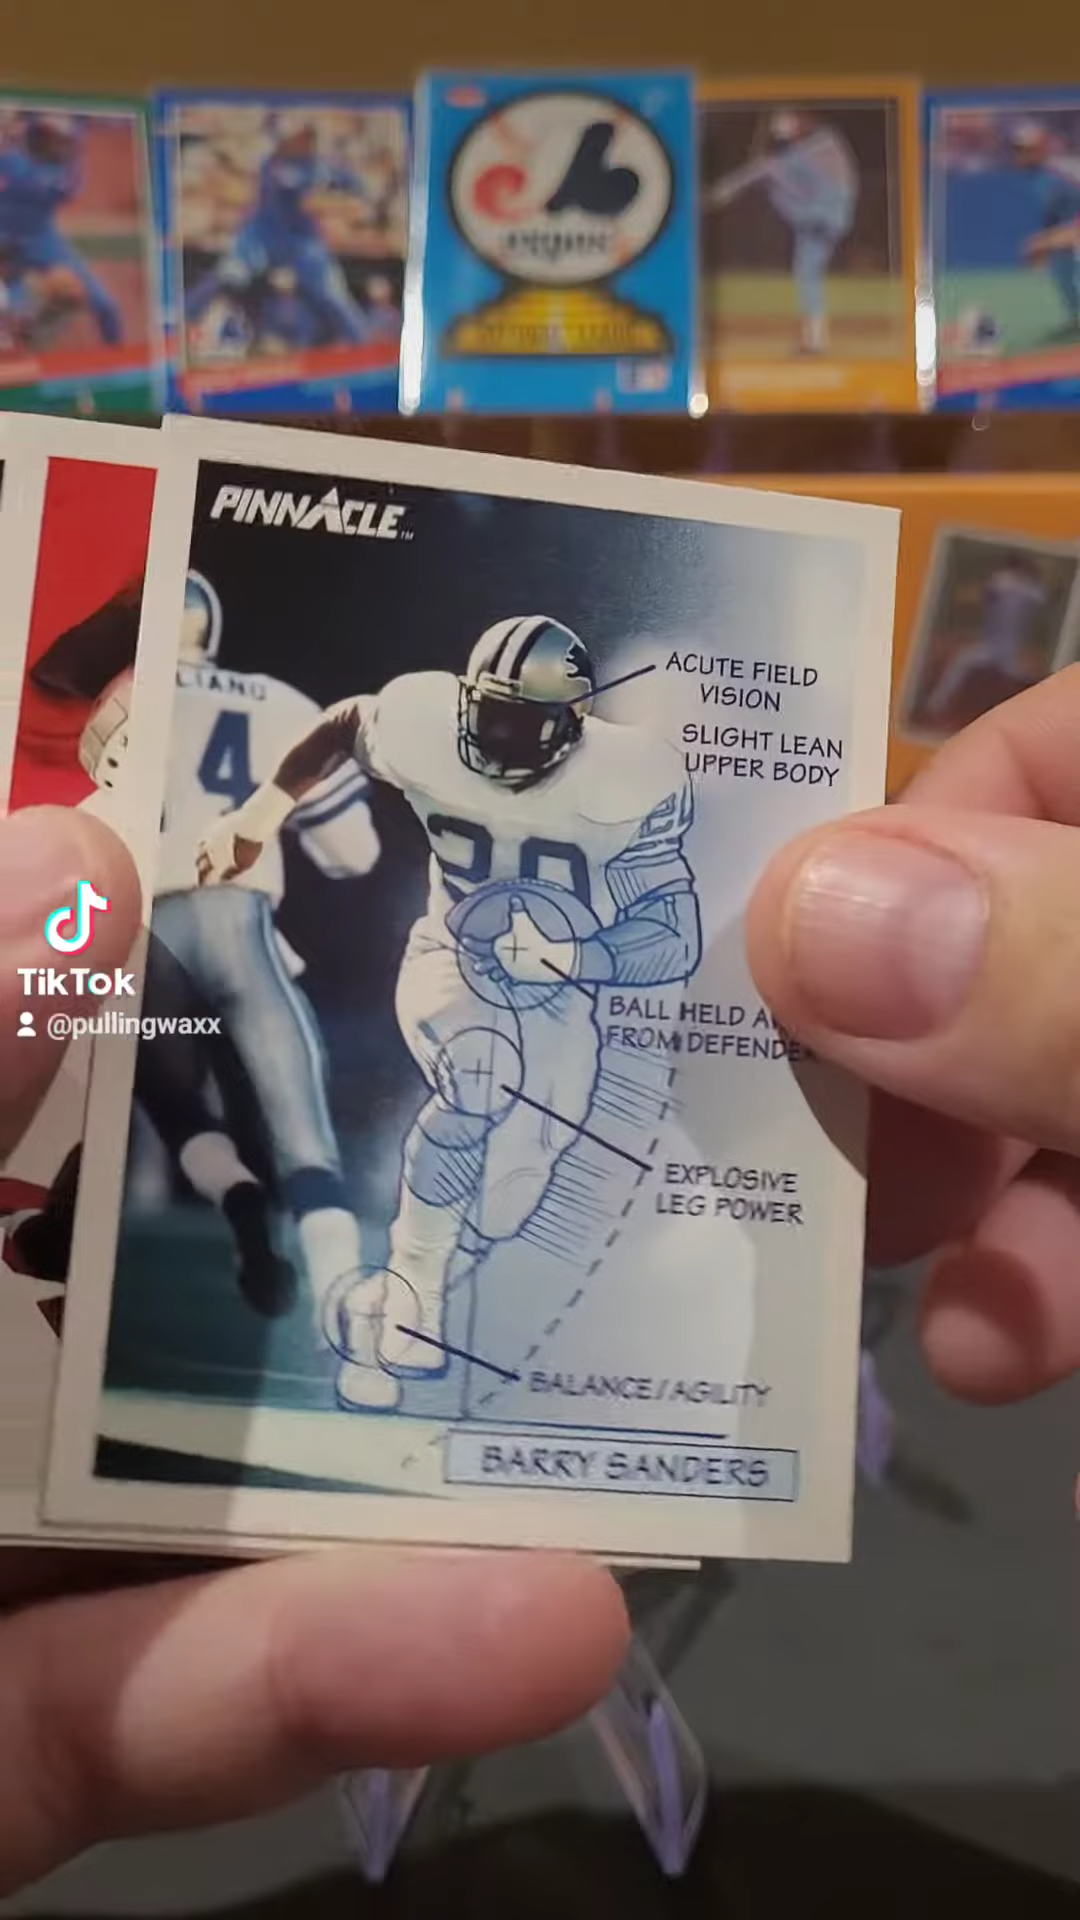 PINNACLE™
LIANO
4
20
ACUTE FIELD
VISION
SLIGHT LEAN
UPPER BODY
BALL HELD
FROM DEFENDE
EXPLOSIVE
LEG POWER
BALANCE/AGILITY
BARRY SANDERS
TikTok
@pullingwaxx